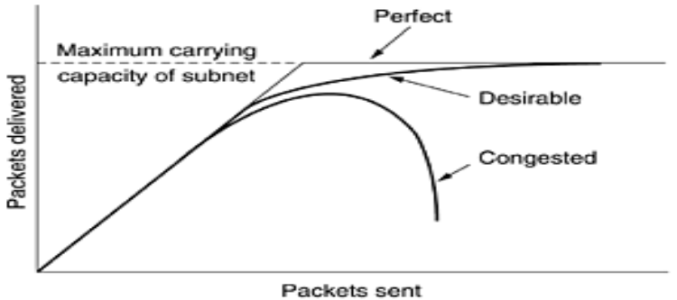 Perfect
Maximum carrying
capacity of subnet
Desirable
Packets delivered
Congested
Packets sent